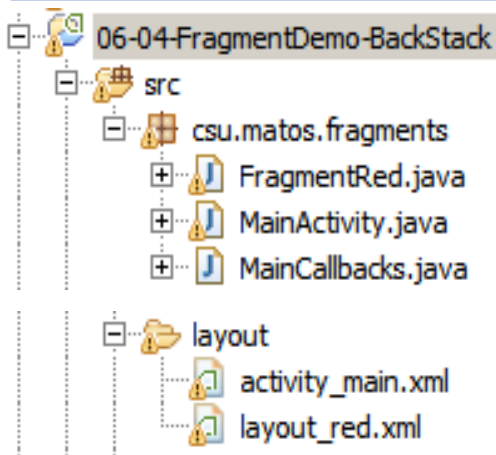 06-04-FragmentDemo-BackStack
src
csu.matos.fragments
FragmentRed.java
MainActivity.java
MainCallbacks.java
layout
activity_main.xml
layout_red.xml